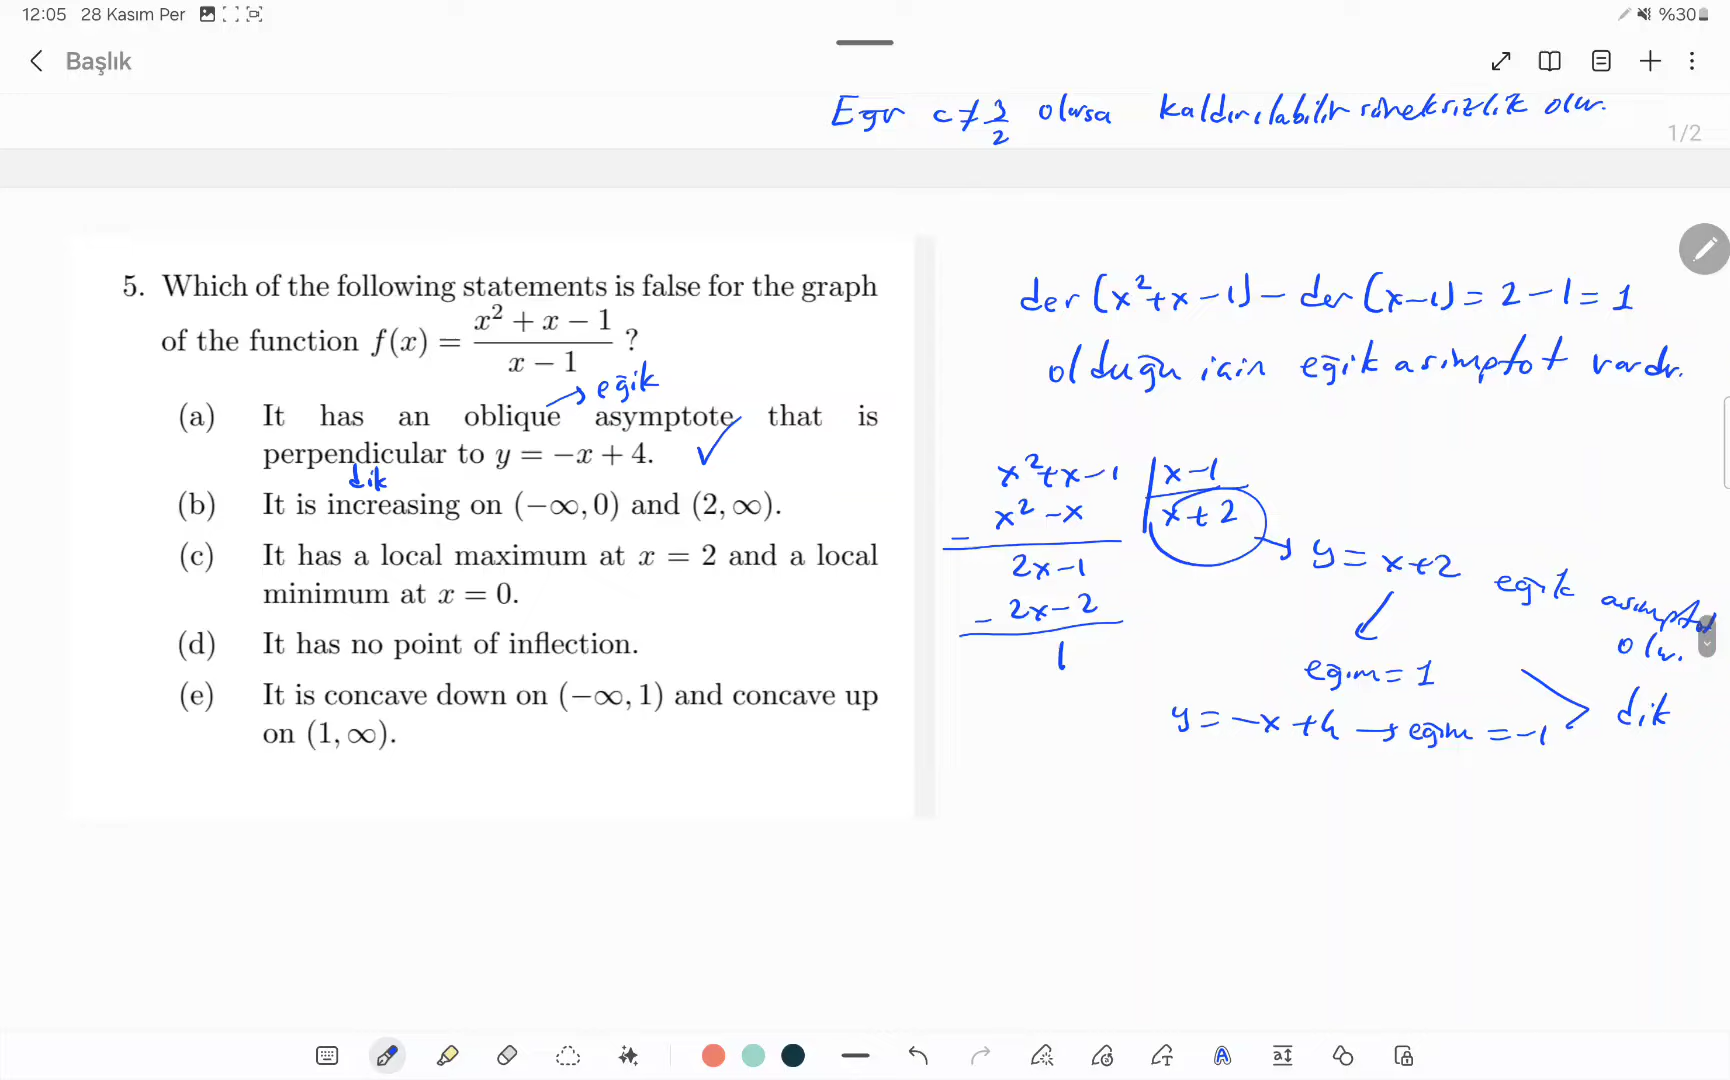 12:05 28 Kasım Per
%30
Başlık
Eğr c ≠ 3/2 olursa kaldırılabilir süreksizlik olur.
1/2
5. Which of the following statements is false for the graph
of the function f(x) = (x² + x − 1)/(x − 1) ?
eğik
(a) It has an oblique asymptote that is
perpendicular to y = −x + 4. ✓
dik
(b) It is increasing on (−∞, 0) and (2, ∞).
(c) It has a local maximum at x = 2 and a local
minimum at x = 0.
(d) It has no point of inflection.
(e) It is concave down on (−∞, 1) and concave up
on (1, ∞).
der(x²+x−1) − der(x−1) = 2−1 = 1
olduğu için eğik asimptot vardır.
x²+x−1 | x−1
x²−x | x+2
→ y = x+2 eğik asimptot
olur.
2x−1
− 2x−2
1
eğim = 1
y = −x+4 → eğim = −1
dik